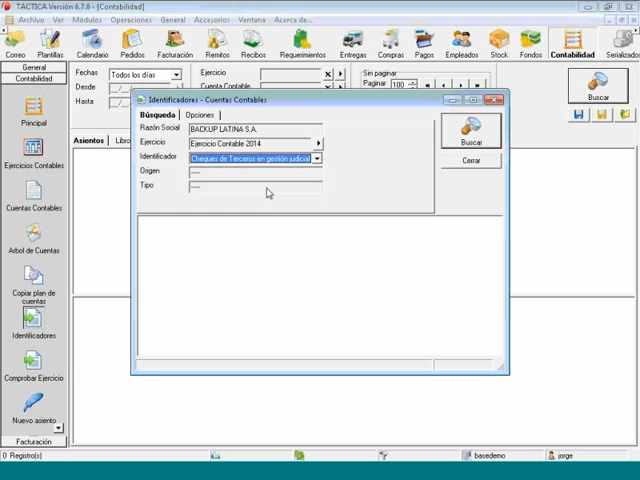 TACTICA Versión 6.7.0 - [Contabilidad]
Archivo Ver Módulos Operaciones General Accesorios Ventana Acerca de...
Correo Plantillas Calendario Pedidos Facturación Remitos Recibos Requerimientos Entregas Compras Pagos Empleados Stock Fondos Contabilidad Serializados
General
Contabilidad
Principal
Ejercicios Contables
Cuentas Contables
Arbol de Cuentas
Copiar plan de cuentas
Identificadores
Comprobar Ejercicio
Nuevo asiento
Facturación
Fechas Todos los días
Desde
Hasta
Ejercicio
Cuenta Contable
Sin paginar
Paginar 100
Buscar
Asientos Libro
Identificadores - Cuentas Contables
Búsqueda Opciones
Razón Social BACKUP LATINA S.A.
Ejercicio Ejercicio Contable 2014
Identificador Cheques de Terceros en gestión judicial
Origen -----
Tipo -----
Buscar
Cerrar
0 Registro(s) basedemo jorge